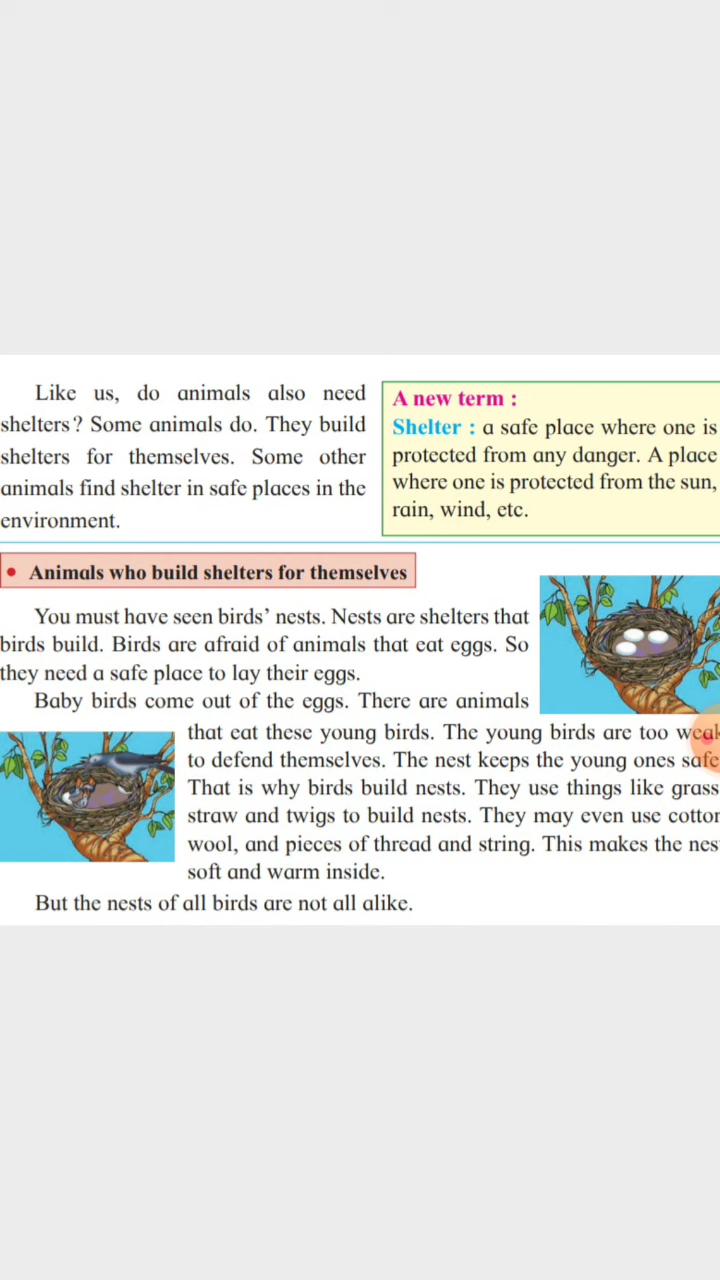 Like us, do animals also need
shelters? Some animals do. They build
shelters for themselves. Some other
animals find shelter in safe places in the
environment.
A new term :
Shelter : a safe place where one is
protected from any danger. A place
where one is protected from the sun,
rain, wind, etc.
• Animals who build shelters for themselves
You must have seen birds’ nests. Nests are shelters that
birds build. Birds are afraid of animals that eat eggs. So
they need a safe place to lay their eggs.
Baby birds come out of the eggs. There are animals
that eat these young birds. The young birds are too
to defend themselves. The nest keeps the young ones safe
That is why birds build nests. They use things like grass
straw and twigs to build nests. They may even use
wool, and pieces of thread and string. This makes the
soft and warm inside.
But the nests of all birds are not all alike.